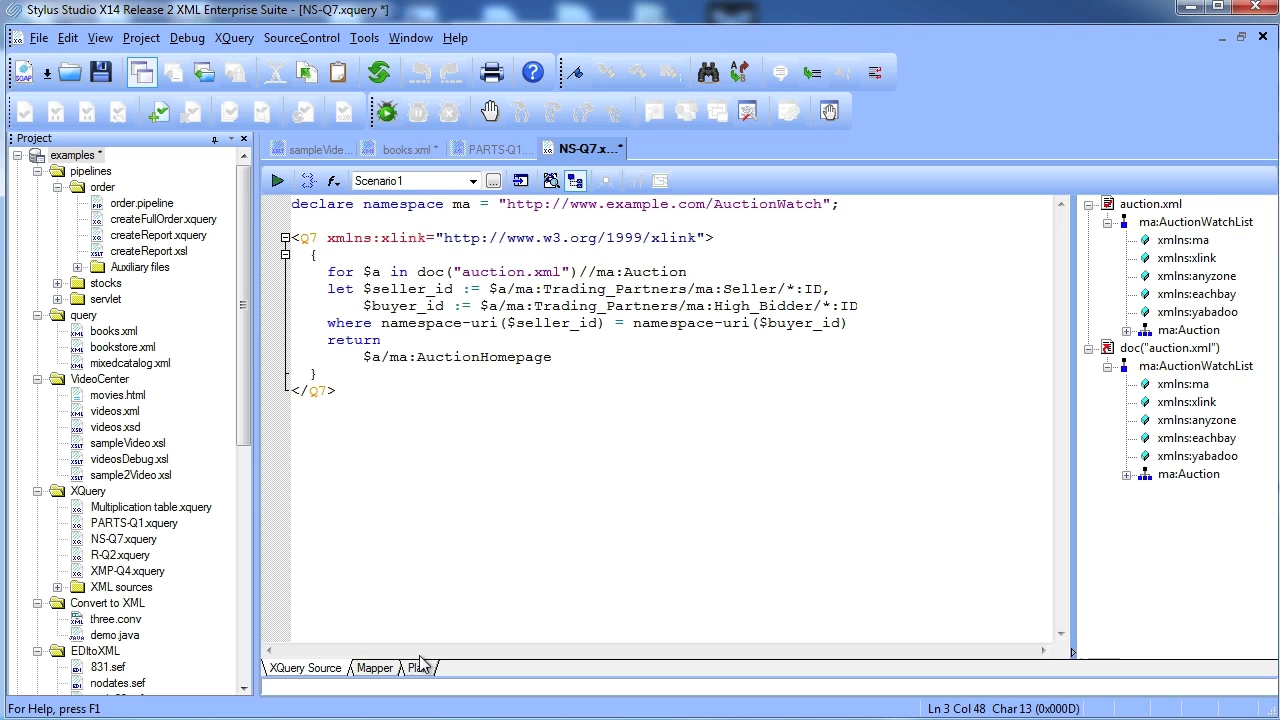 Stylus Studio X14 Release 2 XML Enterprise Suite - [NS-Q7.xquery *]
File Edit View Project Debug XQuery SourceControl Tools Window Help
Project
examples *
pipelines
order
order.pipeline
createFullOrder.xquery
createReport.xquery
createReport.xsl
Auxiliary files
stocks
servlet
query
books.xml
bookstore.xml
mixedcatalog.xml
VideoCenter
movies.html
videos.xml
videos.xsd
sampleVideo.xsl
videosDebug.xsl
sample2Video.xsl
XQuery
Multiplication table.xquery
PARTS-Q1.xquery
NS-Q7.xquery
R-Q2.xquery
XMP-Q4.xquery
XML sources
Convert to XML
three.conv
demo.java
EDItoXML
831.sef
nodates.sef
sampleVide... books.xml * PARTS-Q1.... NS-Q7.x...*
Scenario1
declare namespace ma = "http://www.example.com/AuctionWatch";
<Q7 xmlns:xlink="http://www.w3.org/1999/xlink">
{
for $a in doc("auction.xml")//ma:Auction
let $seller_id := $a/ma:Trading_Partners/ma:Seller/*:ID,
$buyer_id := $a/ma:Trading_Partners/ma:High_Bidder/*:ID
where namespace-uri($seller_id) = namespace-uri($buyer_id)
return
$a/ma:AuctionHomepage
}
</Q7>
XQuery Source Mapper
auction.xml
ma:AuctionWatchList
xmlns:ma
xmlns:xlink
xmlns:anyzone
xmlns:eachbay
xmlns:yabadoo
ma:Auction
doc("auction.xml")
ma:AuctionWatchList
xmlns:ma
xmlns:xlink
xmlns:anyzone
xmlns:eachbay
xmlns:yabadoo
ma:Auction
For Help, press F1
Ln 3 Col 48 Char 13 (0x000D)